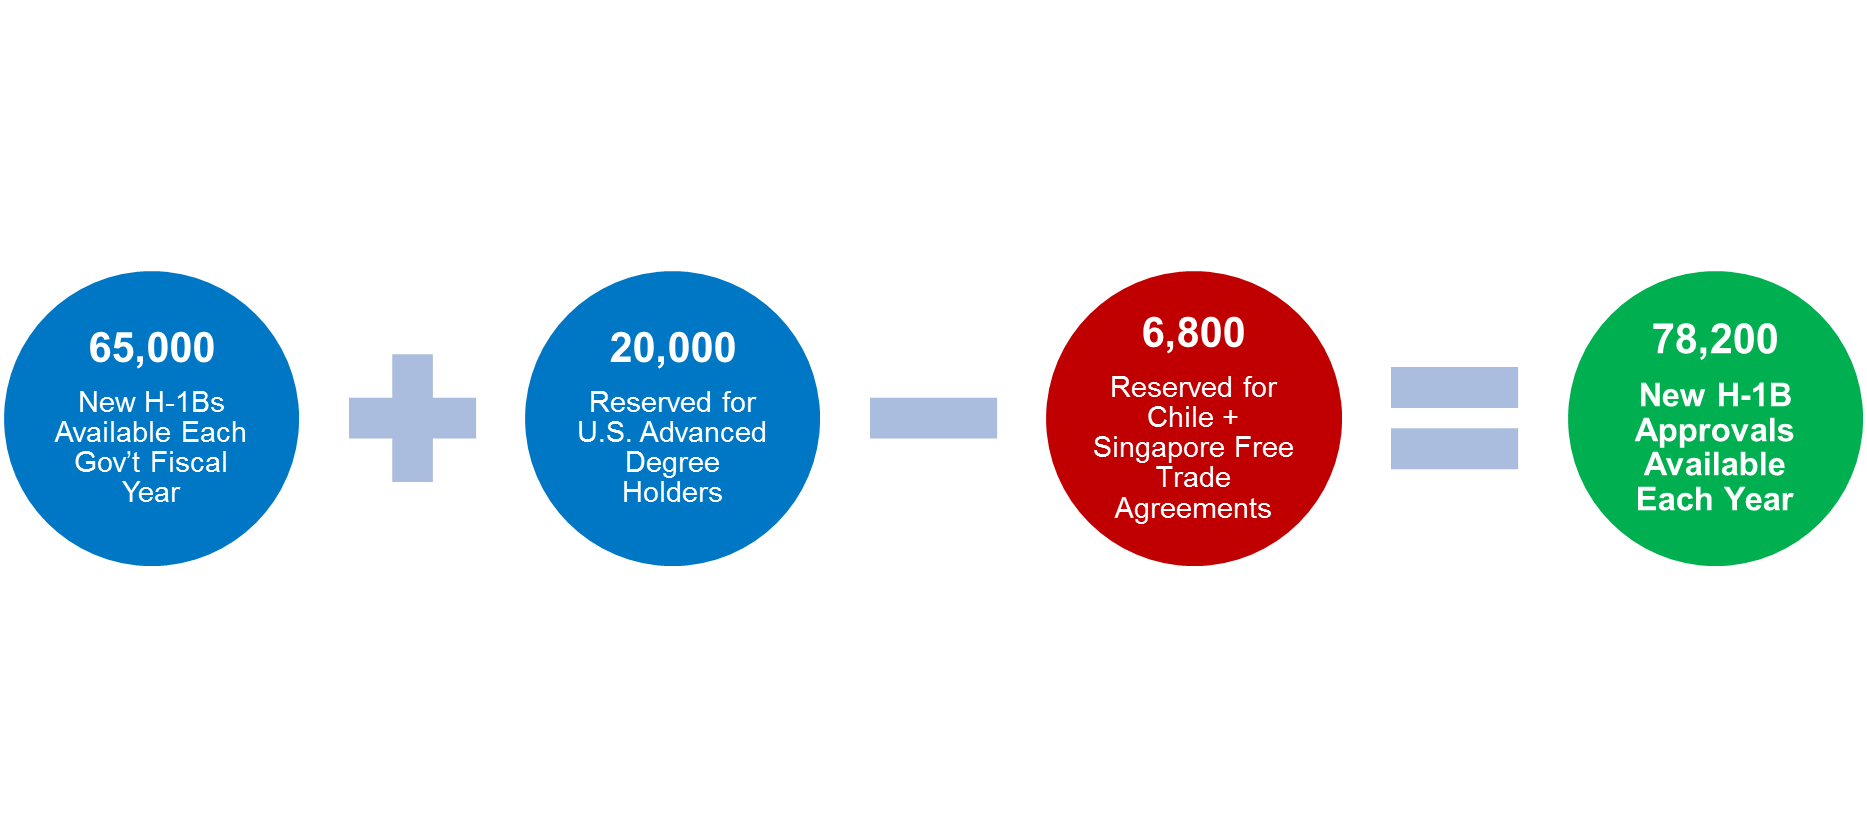 65,000
New H-1Bs
Available Each
Gov’t Fiscal
Year
20,000
Reserved for
U.S. Advanced
Degree
Holders
6,800
Reserved for
Chile +
Singapore Free
Trade
Agreements
78,200
New H-1B
Approvals
Available
Each Year